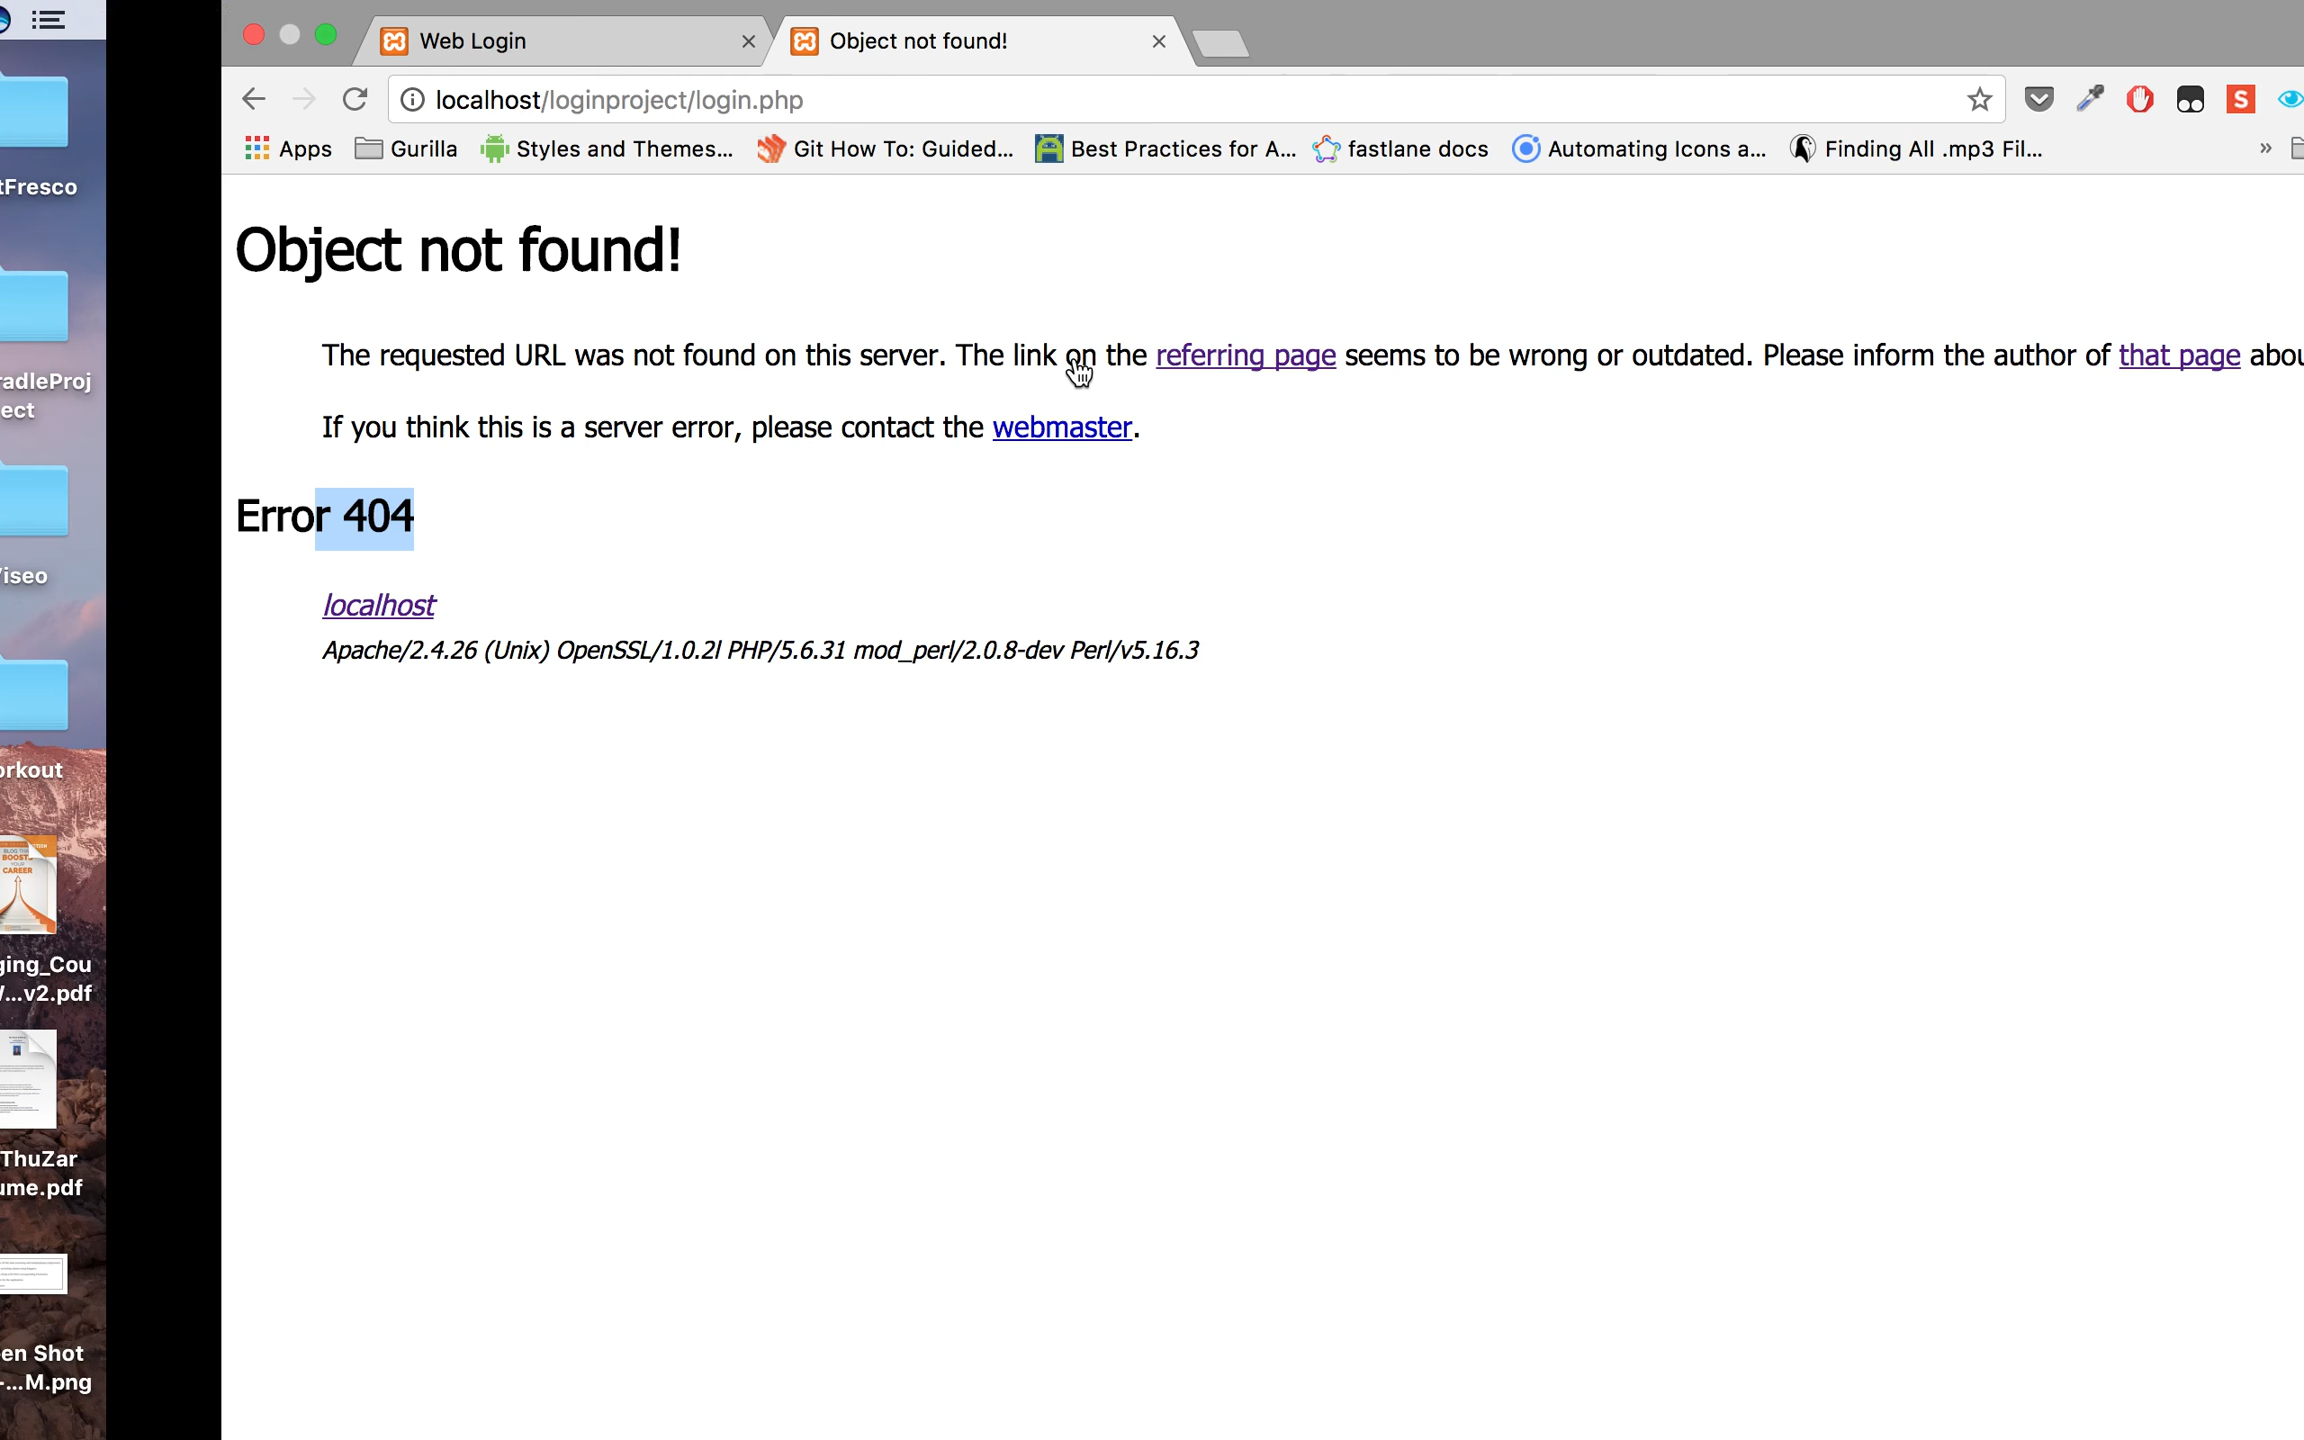 Web Login
Object not found!
localhost/loginproject/login.php
Apps Gurilla Styles and Themes... Git How To: Guided... Best Practices for A... fastlane docs Automating Icons a... Finding All .mp3 Fil... »
Object not found!
The requested URL was not found on this server. The link on the referring page seems to be wrong or outdated. Please inform the author of that page abou
If you think this is a server error, please contact the webmaster.
Error 404
localhost
Apache/2.4.26 (Unix) OpenSSL/1.0.2l PHP/5.6.31 mod_perl/2.0.8-dev Perl/v5.16.3
tFresco
radleProj
ect
iseo
orkout
BOOSTS
YOUR
CAREER
ging_Cou
...v2.pdf
ThuZar
ume.pdf
en Shot
-...M.png